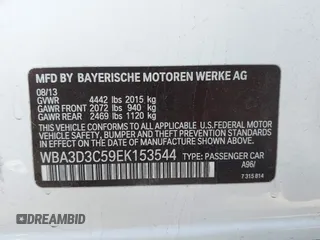 MFD BY BAYERISCHE MOTOREN WERKE AG
08/13
GVWR 4442 lbs 2015 kg
GAWR FRONT 2072 lbs 940 kg
GAWR REAR 2469 lbs 1120 kg
THIS VEHICLE CONFORMS TO ALL APPLICABLE U.S. FEDERAL MOTOR
VEHICLE SAFETY, BUMPER, AND THEFT PREVENTION STANDARDS
IN EFFECT ON THE DATE OF MANUFACTURE SHOWN ABOVE.
WBA3D3C59EK153544 TYPE: PASSENGER CAR
A96/
7 315 814
DREAMBID